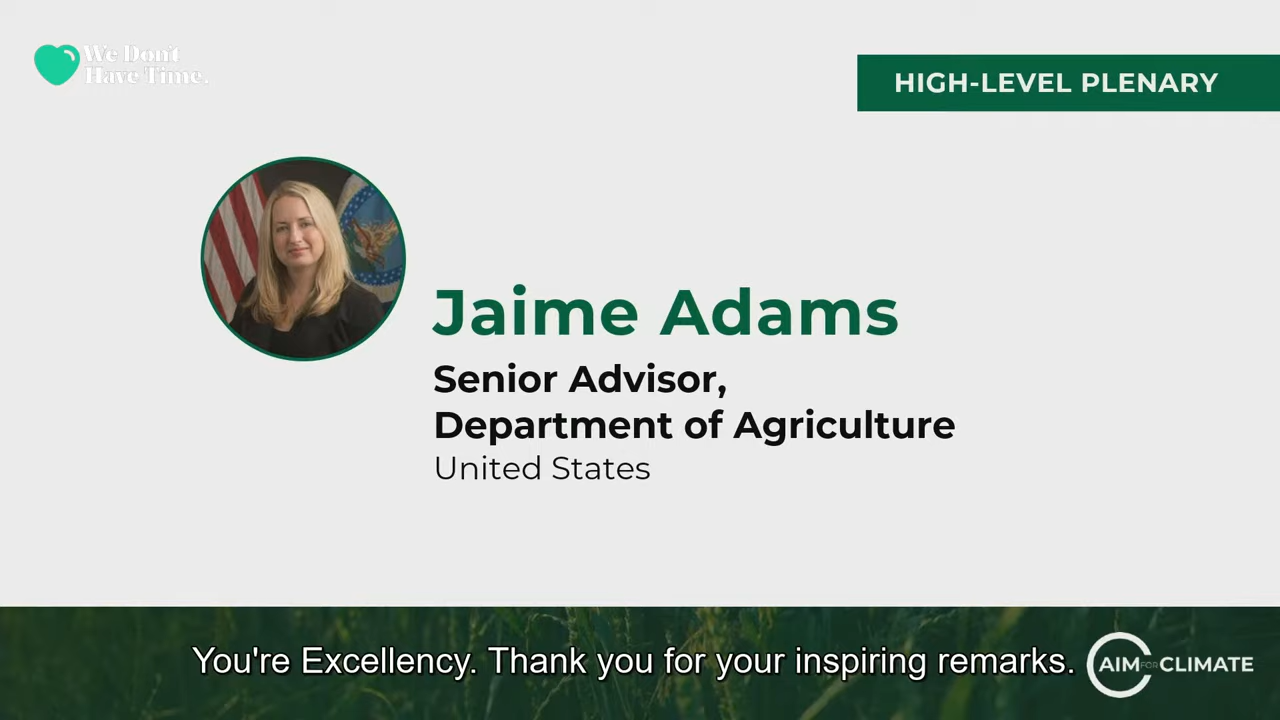 We Don't
Have Time.
HIGH-LEVEL PLENARY
Jaime Adams
Senior Advisor,
Department of Agriculture
United States
You're Excellency. Thank you for your inspiring remarks.
AIM FOR CLIMATE